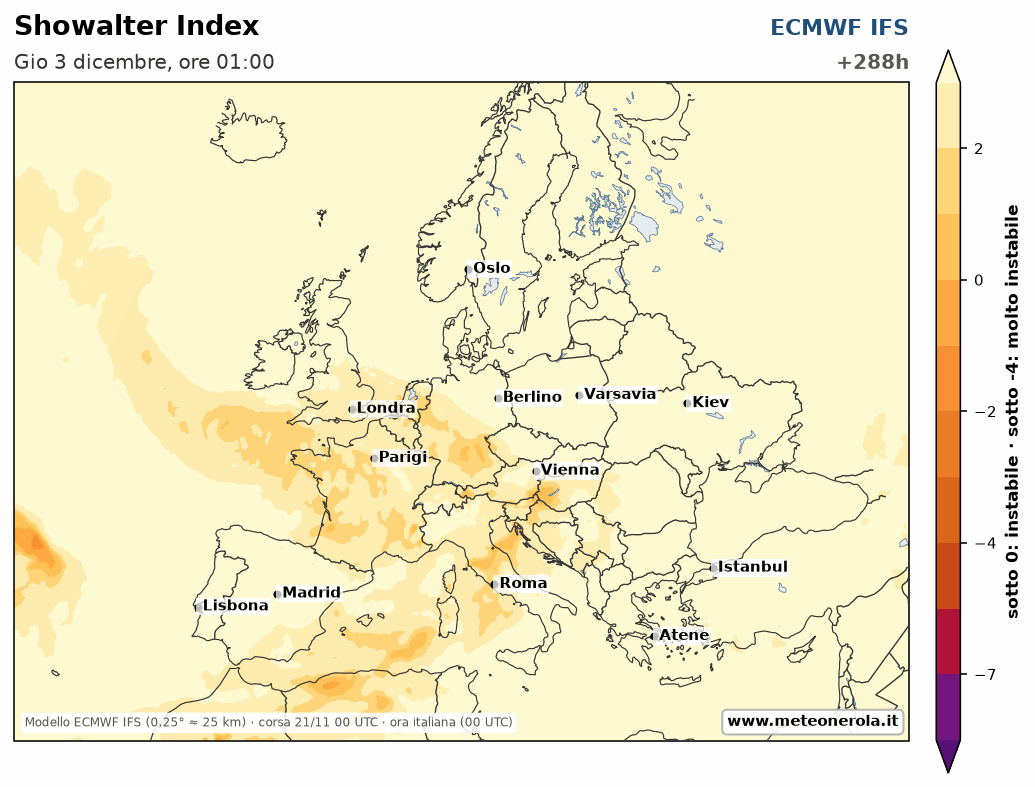 Showalter Index
ECMWF IFS
Gio 3 dicembre, ore 01:00
+288h
Oslo
Londra
Berlino
Varsavia
Kiev
Parigi
Vienna
Istanbul
Roma
Madrid
Lisbona
Atene
2
0
−2
−4
−7
sotto 0: instabile · sotto -4: molto instabile
Modello ECMWF IFS (0,25° ≈ 25 km) · corsa 21/11 00 UTC · ora italiana (00 UTC)
www.meteonerola.it